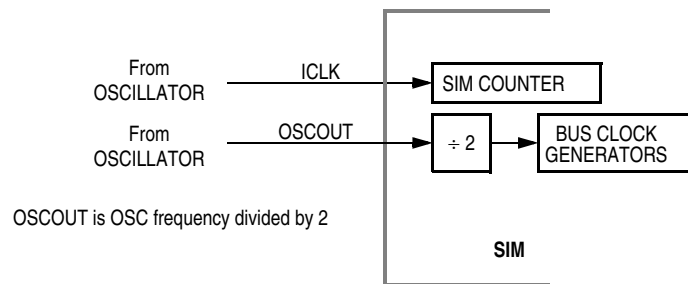 From
OSCILLATOR
ICLK
SIM COUNTER
From
OSCILLATOR
OSCOUT
÷ 2
BUS CLOCK
GENERATORS
OSCOUT is OSC frequency divided by 2
SIM